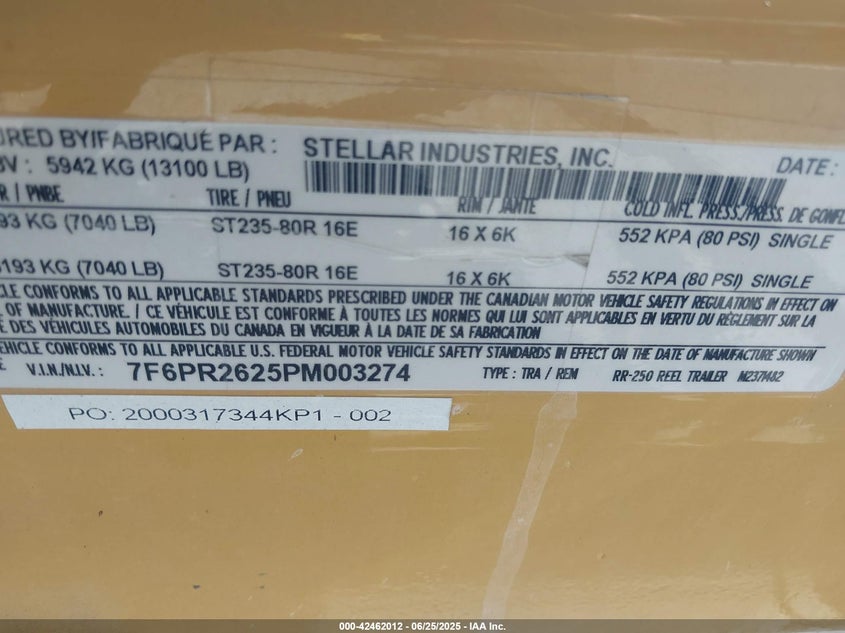 URED BY/FABRIQUÉ PAR : STELLAR INDUSTRIES, INC. DATE :
BV : 5942 KG (13100 LB)
R / PNBE TIRE / PNEU RIM / JANTE COLD INFL. PRESS./PRESS. DE GONFL
93 KG (7040 LB) ST235-80R 16E 16 X 6K 552 KPA (80 PSI) SINGLE
193 KG (7040 LB) ST235-80R 16E 16 X 6K 552 KPA (80 PSI) SINGLE
CLE CONFORMS TO ALL APPLICABLE STANDARDS PRESCRIBED UNDER THE CANADIAN MOTOR VEHICLE SAFETY REGULATIONS IN EFFECT ON
OF MANUFACTURE. / CE VÉHICULE EST CONFORME À TOUTES LES NORMES QUI LUI SONT APPLICABLES EN VERTU DU RÈGLEMENT SUR LA
DES VÉHICULES AUTOMOBILES DU CANADA EN VIGUEUR À LA DATE DE SA FABRICATION
EHICLE CONFORMS TO ALL APPLICABLE U.S. FEDERAL MOTOR VEHICLE SAFETY STANDARDS IN EFFECT ON THE DATE OF MANUFACTURE SHOWN
V.I.N./N.I.V. : 7F6PR2625PM003274 TYPE : TRA / REM RR-250 REEL TRAILER M2371482
PO: 2000317344KP1 - 002
000-42462012 - 06/25/2025 - IAA Inc.